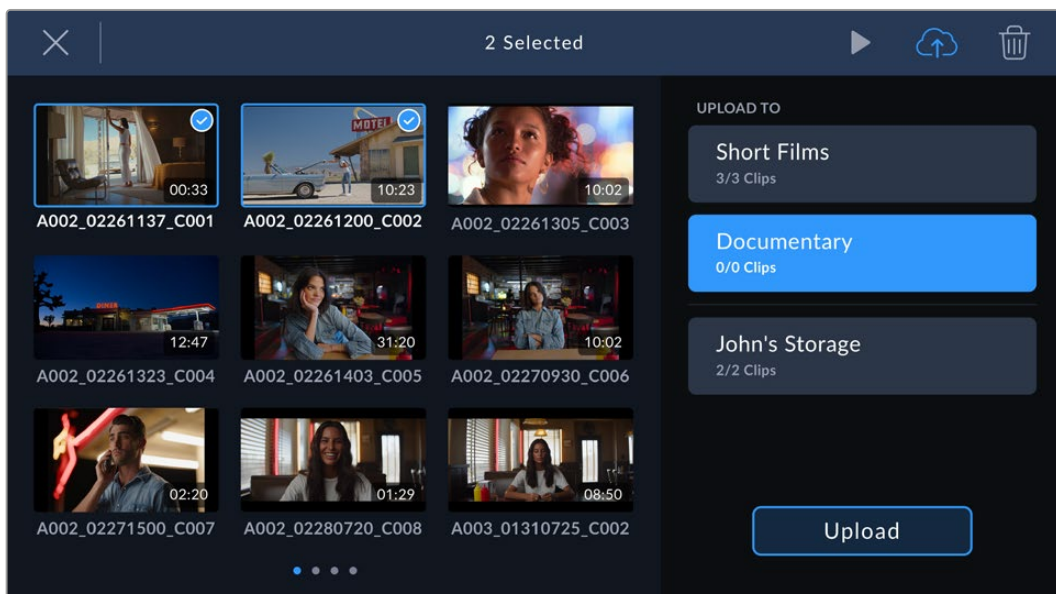 2 Selected
MOTEL
00:33
10:23
10:02
A002_02261137_C001
A002_02261200_C002
A002_02261305_C003
DINER
12:47
31:20
10:02
A002_02261323_C004
A002_02261403_C005
A002_02270930_C006
02:20
01:29
08:50
A002_02271500_C007
A002_02280720_C008
A003_01310725_C002
UPLOAD TO
Short Films
3/3 Clips
Documentary
0/0 Clips
John's Storage
2/2 Clips
Upload